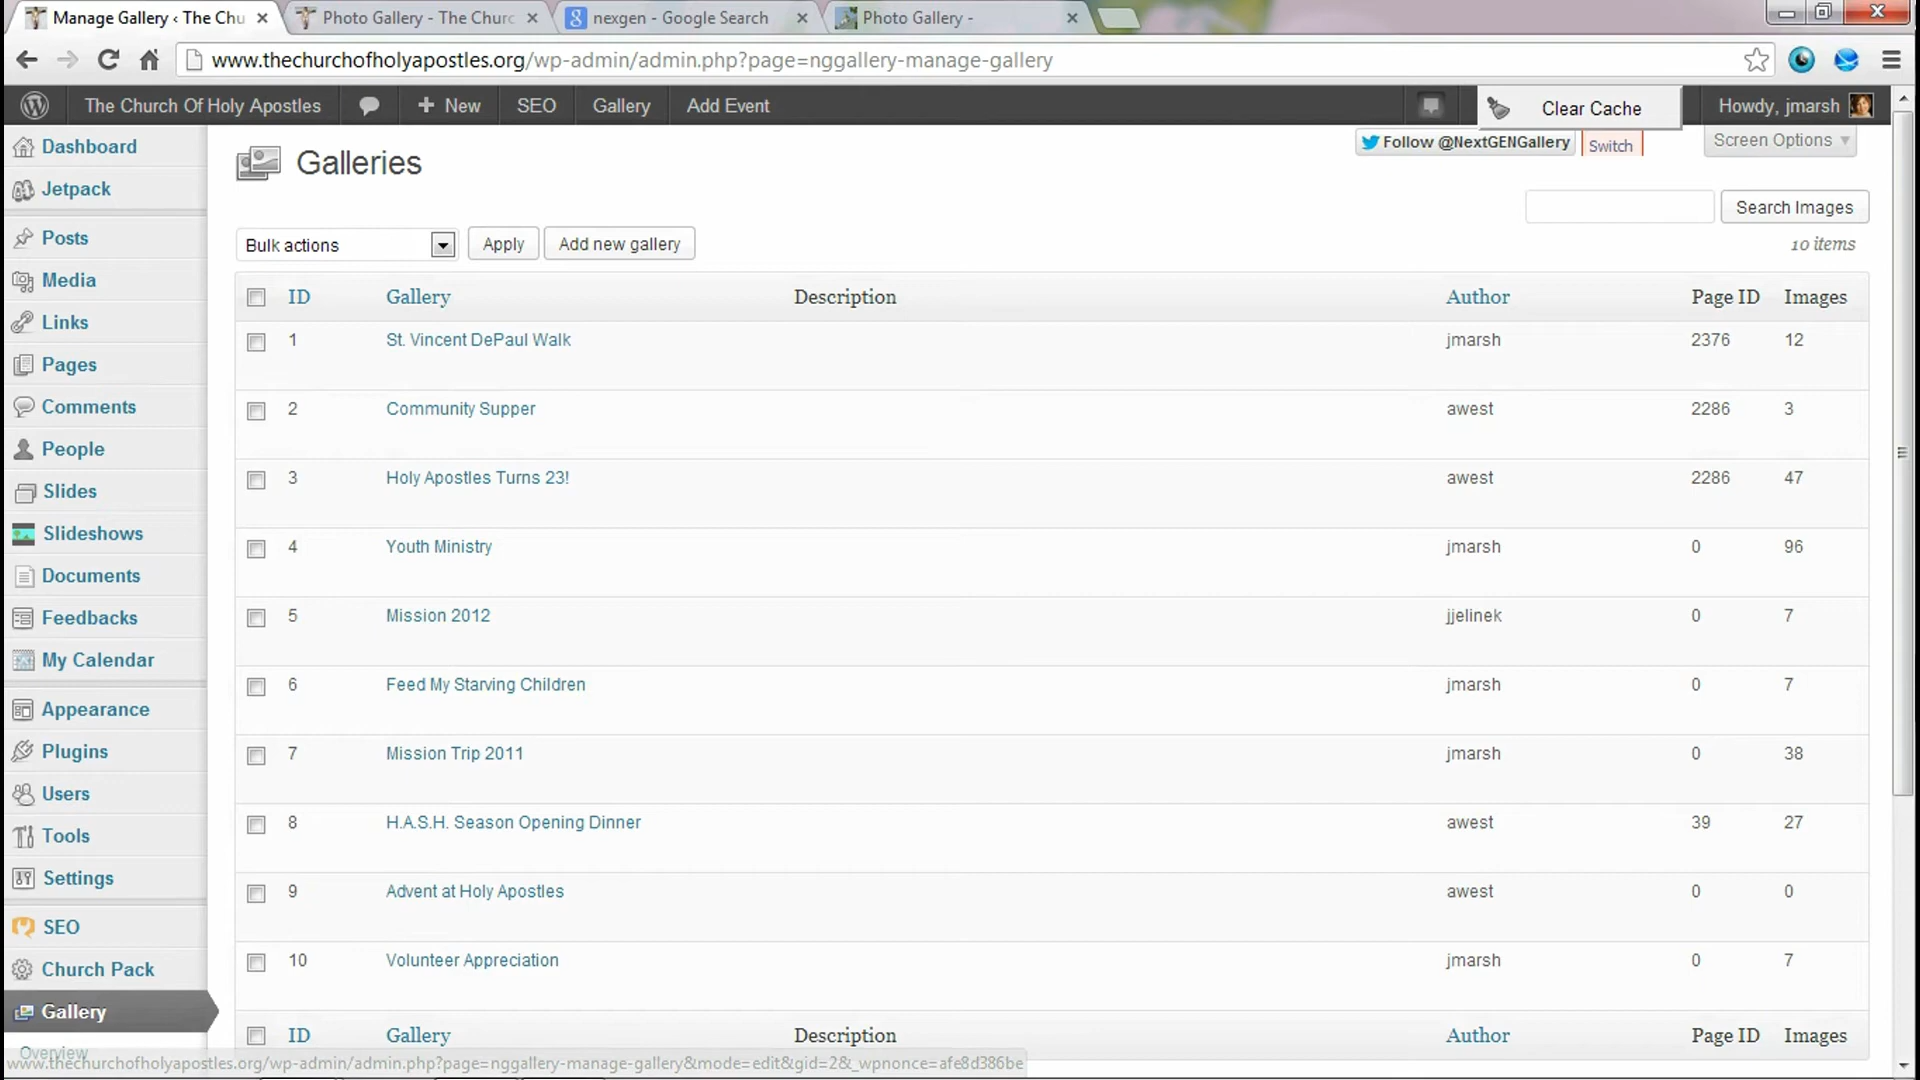 Manage Gallery ‹ The Chu
Photo Gallery - The Churc
nexgen - Google Search
Photo Gallery -
www.thechurchofholyapostles.org/wp-admin/admin.php?page=nggallery-manage-gallery
The Church Of Holy Apostles
+ New
SEO
Gallery
Add Event
Clear Cache
Howdy, jmarsh
Dashboard
Jetpack
Posts
Media
Links
Pages
Comments
People
Slides
Slideshows
Documents
Feedbacks
My Calendar
Appearance
Plugins
Users
Tools
Settings
SEO
Church Pack
Gallery
Overview
Galleries
Follow @NextGENGallery
Switch
Screen Options
Search Images
Bulk actions
Apply
Add new gallery
10 items
ID Gallery Description Author Page ID Images
1 St. Vincent DePaul Walk jmarsh 2376 12
2 Community Supper awest 2286 3
3 Holy Apostles Turns 23! awest 2286 47
4 Youth Ministry jmarsh 0 96
5 Mission 2012 jjelinek 0 7
6 Feed My Starving Children jmarsh 0 7
7 Mission Trip 2011 jmarsh 0 38
8 H.A.S.H. Season Opening Dinner awest 39 27
9 Advent at Holy Apostles awest 0 0
10 Volunteer Appreciation jmarsh 0 7
ID Gallery Description Author Page ID Images
www.thechurchofholyapostles.org/wp-admin/admin.php?page=nggallery-manage-gallery&mode=edit&gid=2&_wpnonce=afe8d386be